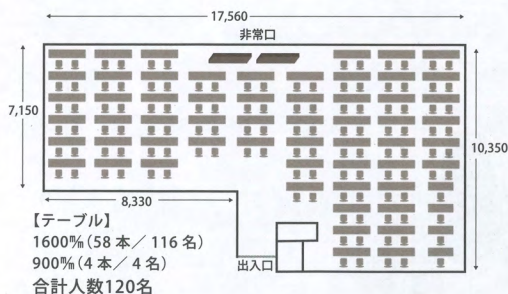 17,560
非常口
7,150
10,350
8,330
【テーブル】
1600㎜(58本／116名)
900㎜(4本／4名)
出入口
合計人数120名